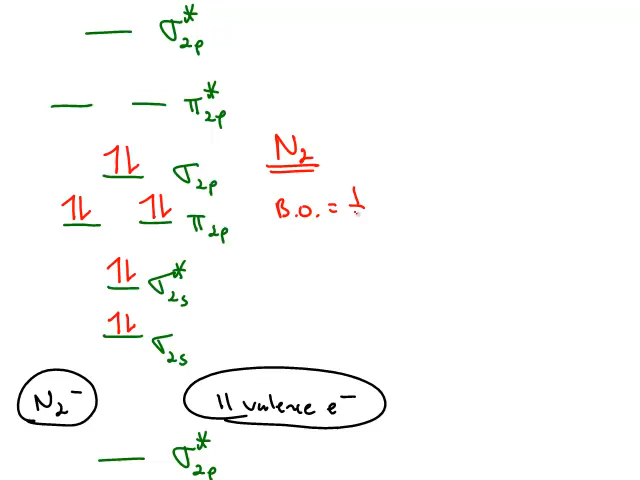 σ*2p
π*2p
N2
σ2p
B.O. = 1
π2p
σ*2s
σ2s
N2⁻
11 valence e⁻
σ*2p